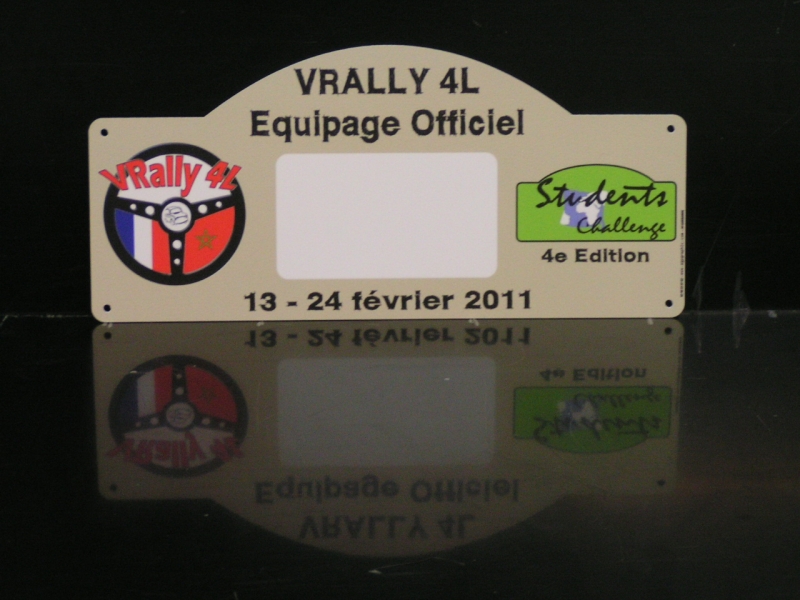 VRALLY 4L
Equipage Officiel
VRally 4L
Students
Challenge
4e Edition
13 - 24 février 2011